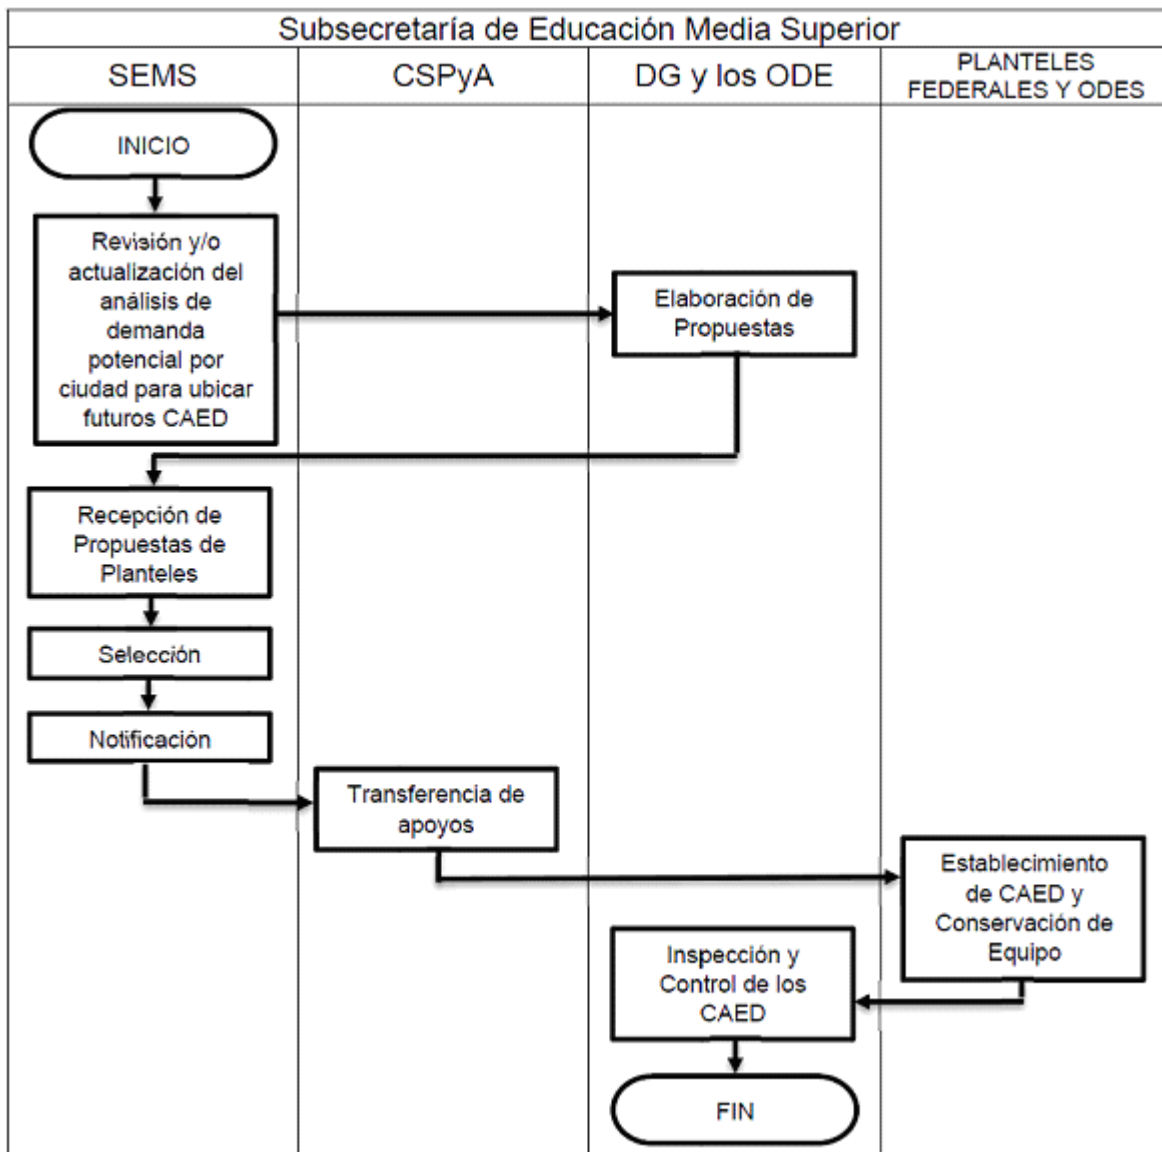 Subsecretaría de Educación Media Superior
SEMS
CSPyA
DG y los ODE
PLANTELES
FEDERALES Y ODES
INICIO
Revisión y/o
actualización del
análisis de
demanda
potencial por
ciudad para ubicar
futuros CAED
Elaboración de
Propuestas
Recepción de
Propuestas de
Planteles
Selección
Notificación
Transferencia de
apoyos
Establecimiento
de CAED y
Conservación de
Equipo
Inspección y
Control de los
CAED
FIN